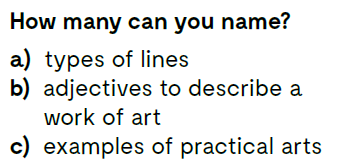 How many can you name?
a) types of lines
b) adjectives to describe a
work of art
c) examples of practical arts